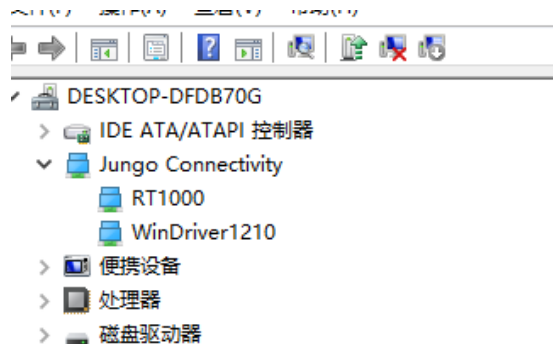 DESKTOP-DFDB70G
IDE ATA/ATAPI 控制器
Jungo Connectivity
RT1000
WinDriver1210
便携设备
处理器
磁盘驱动器